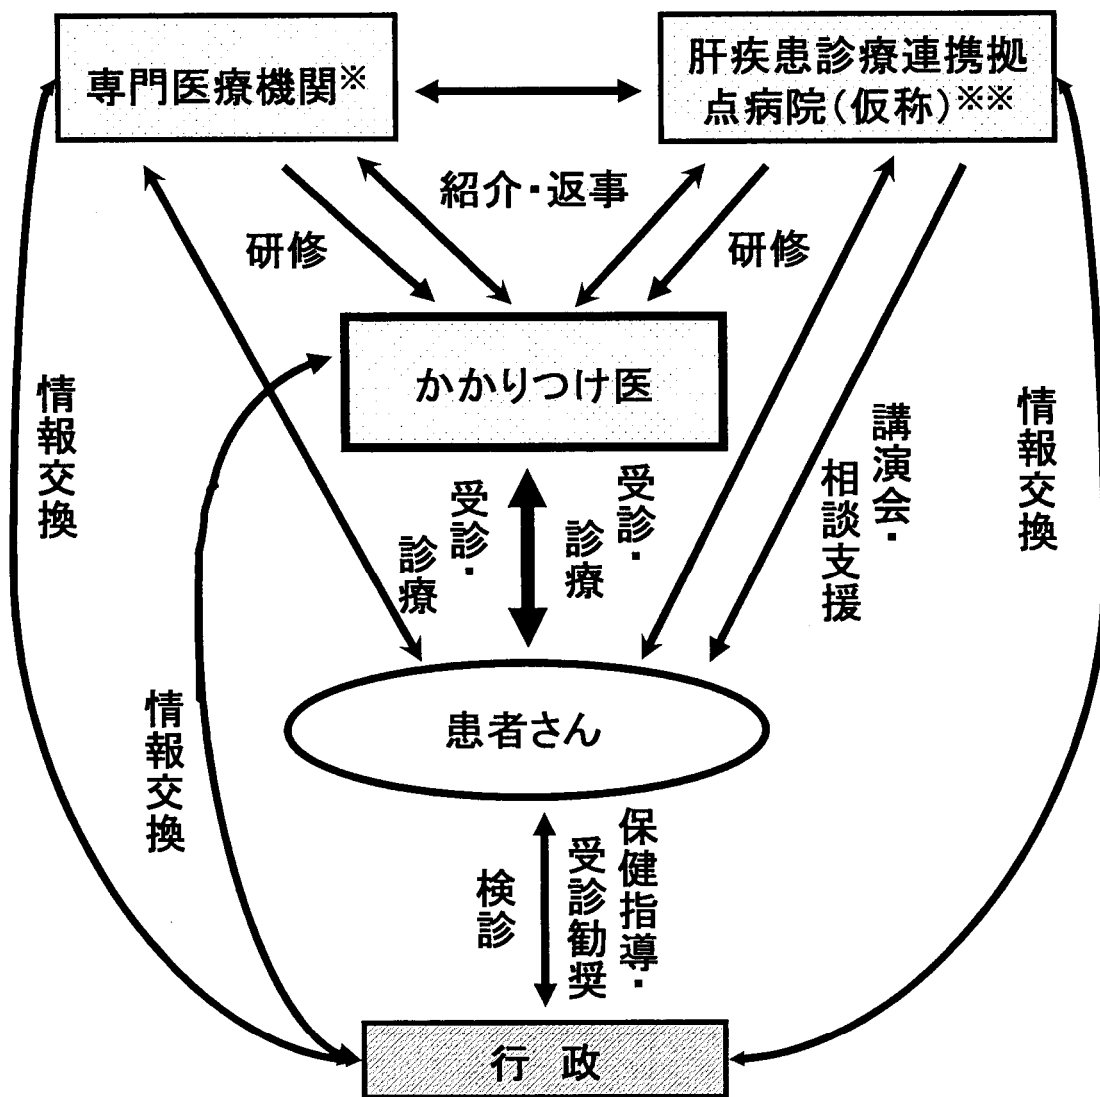 専門医療機関※
肝疾患診療連携拠
点病院(仮称)※※
紹介・返事
研修
研修
かかりつけ医
情報交換
受診・
診療
受診・
診療
講演会・
相談支援
情報交換
情報交換
患者さん
検診
保健指導・
受診勧奨
行 政